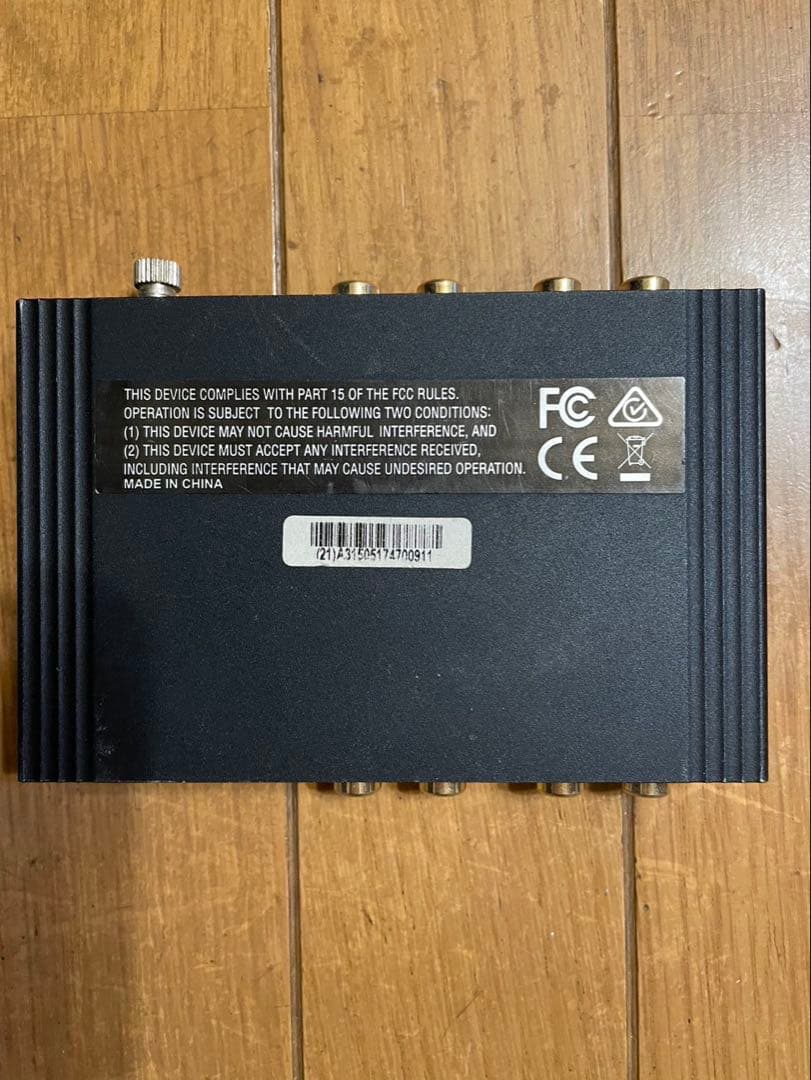 THIS DEVICE COMPLIES WITH PART 15 OF THE FCC RULES.
OPERATION IS SUBJECT TO THE FOLLOWING TWO CONDITIONS:
(1) THIS DEVICE MAY NOT CAUSE HARMFUL INTERFERENCE, AND
(2) THIS DEVICE MUST ACCEPT ANY INTERFERENCE RECEIVED,
INCLUDING INTERFERENCE THAT MAY CAUSE UNDESIRED OPERATION.
MADE IN CHINA
FC
CE
(21)A31505174700911